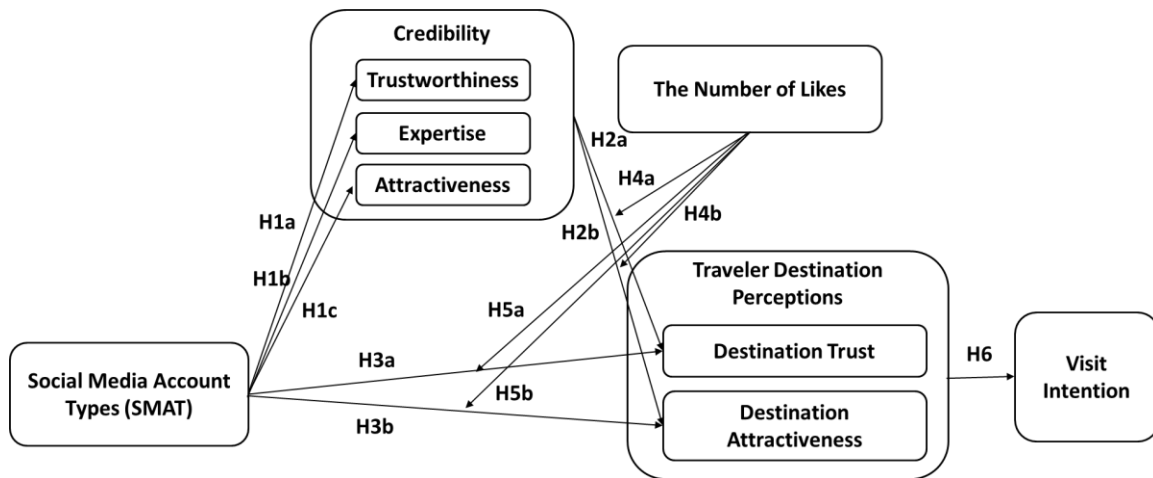 Credibility
Trustworthiness
Expertise
Attractiveness
The Number of Likes
H2a
H4a
H4b
H2b
H1a
H1b
H1c
H5a
H3a
H5b
H3b
Social Media Account
Types (SMAT)
Traveler Destination
Perceptions
Destination Trust
Destination
Attractiveness
H6
Visit
Intention